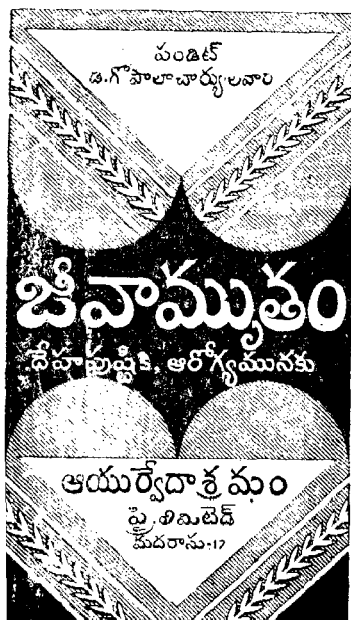 పండిట్
డి.గోపాలాచార్యులవారి
జీవామృతం
దేహపుష్టికి, ఆరోగ్యమునకు
ఆయుర్వేదాశ్రమం
ప్రై.లిమిటెడ్
మదరాసు-17